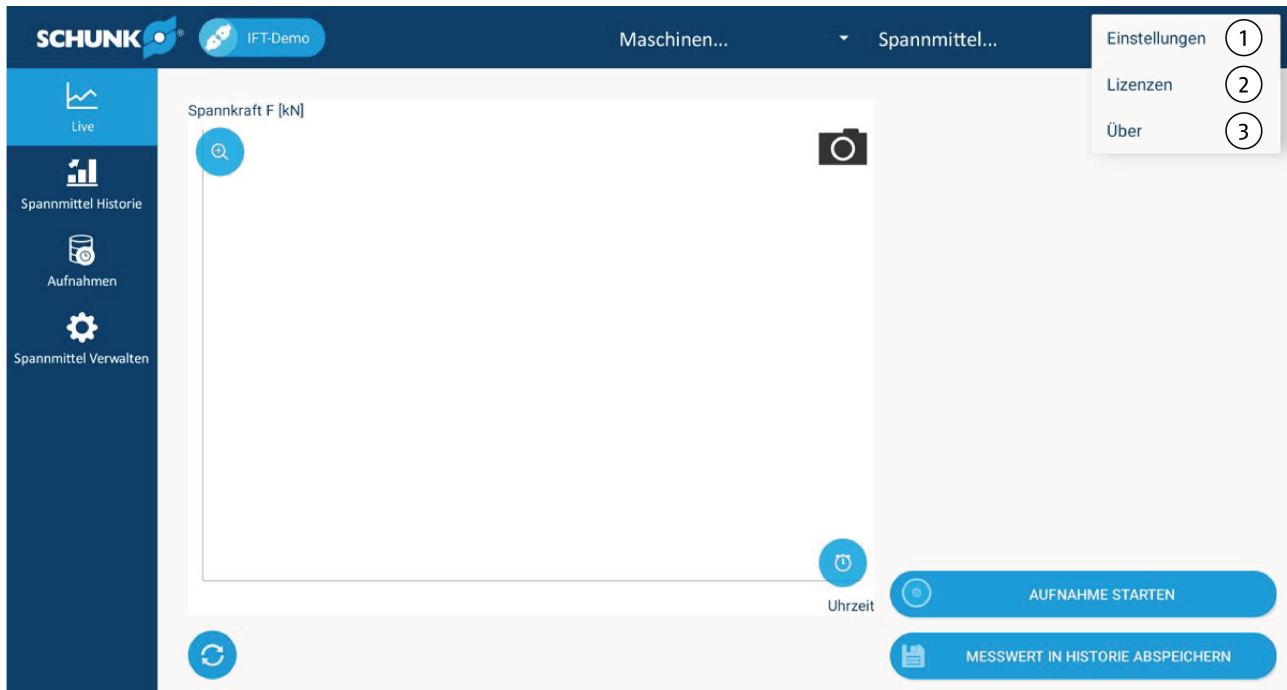 SCHUNK ®
IFT-Demo
Maschinen...
Spannmittel...
Einstellungen 1
Lizenzen 2
Über 3
Live
Spannmittel Historie
Aufnahmen
Spannmittel Verwalten
Spannkraft F [kN]
Uhrzeit
AUFNAHME STARTEN
MESSWERT IN HISTORIE ABSPEICHERN